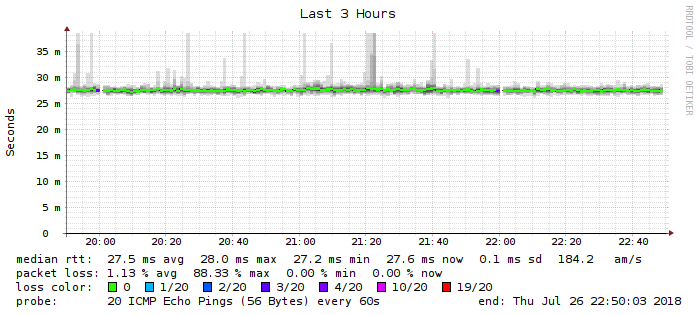 Last 3 Hours
RRDTOOL / TOBI OETIKER
Seconds
35 m
30 m
25 m
20 m
15 m
10 m
5 m
0
20:00 20:20 20:40 21:00 21:20 21:40 22:00 22:20 22:40
median rtt: 27.5 ms avg 28.0 ms max 27.2 ms min 27.6 ms now 0.1 ms sd 184.2 am/s
packet loss: 1.13 % avg 88.33 % max 0.00 % min 0.00 % now
loss color: 0 1/20 2/20 3/20 4/20 10/20 19/20
probe: 20 ICMP Echo Pings (56 Bytes) every 60s end: Thu Jul 26 22:50:03 2018